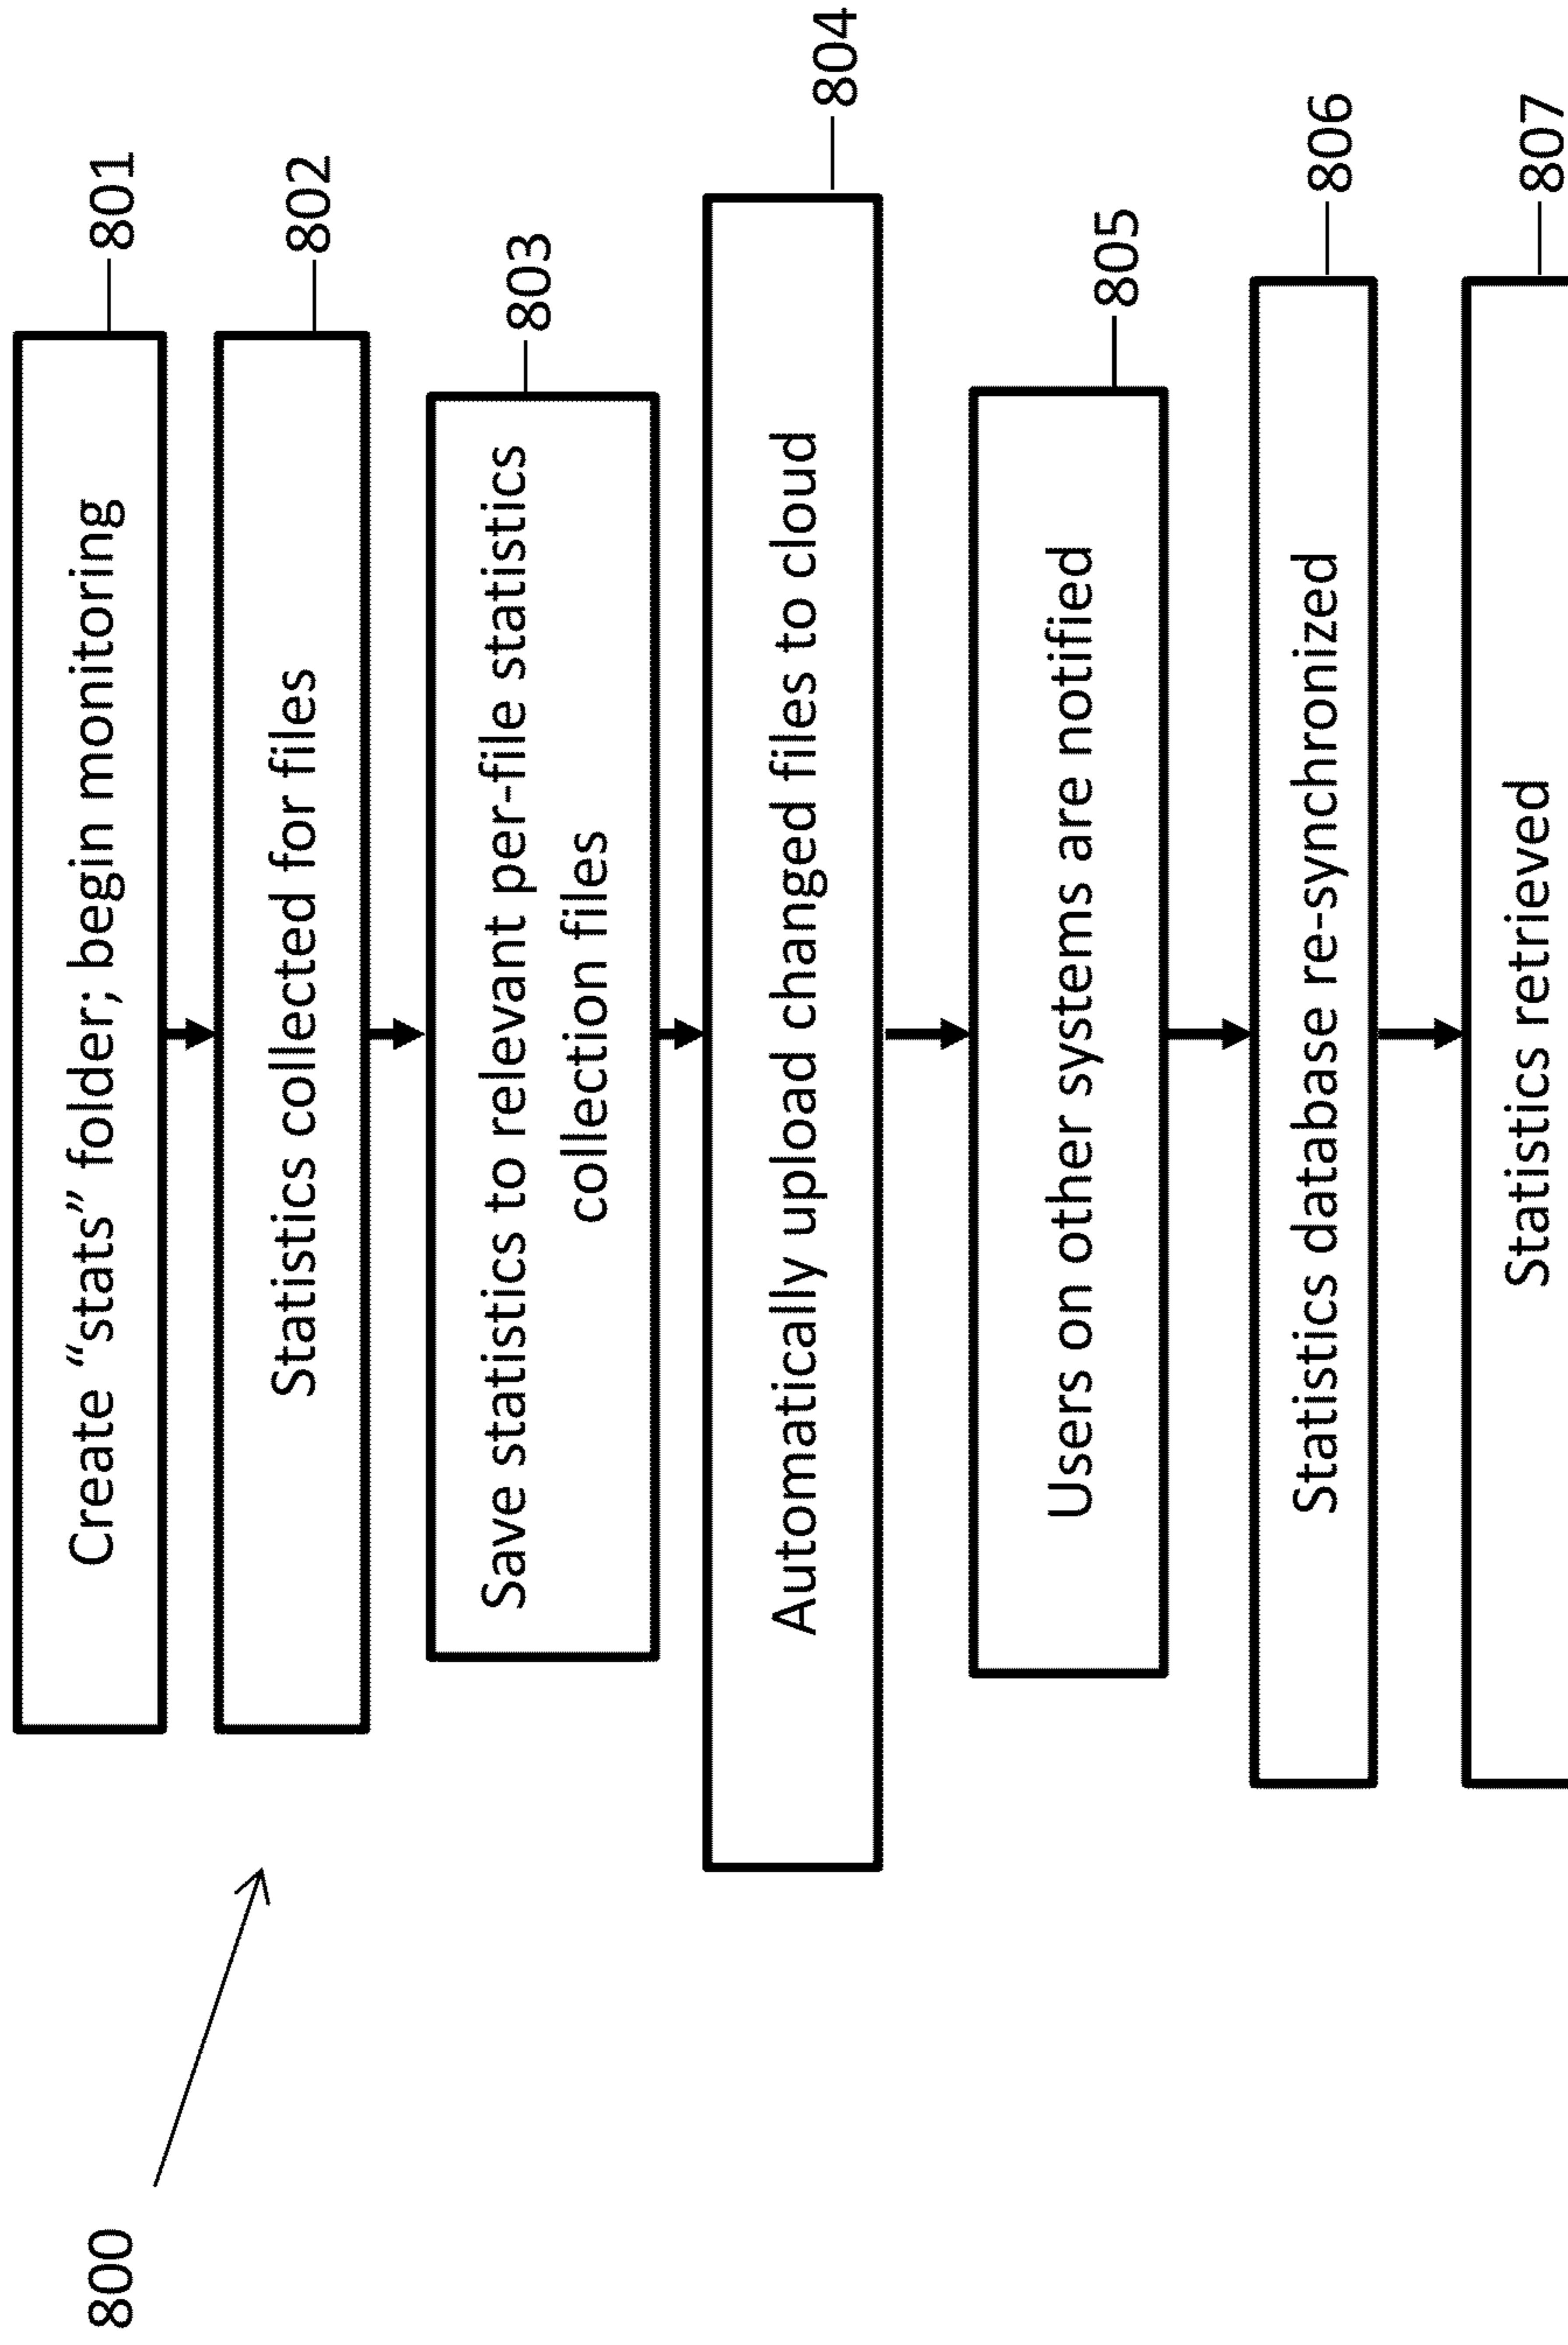 800
Create “stats” folder; begin monitoring
801
Statistics collected for files
802
Save statistics to relevant per-file statistics
collection files
803
Automatically upload changed files to cloud
804
Users on other systems are notified
805
Statistics database re-synchronized
806
Statistics retrieved
807